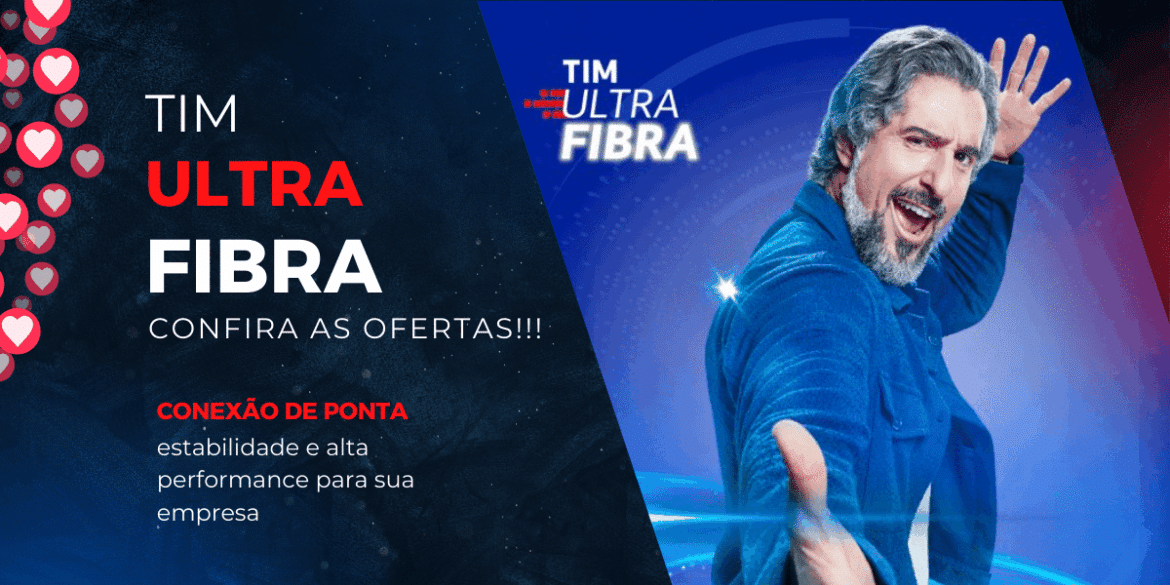 TIM
ULTRA
FIBRA
CONFIRA AS OFERTAS!!!
CONEXÃO DE PONTA
estabilidade e alta
performance para sua
empresa
TIM
ULTRA
FIBRA